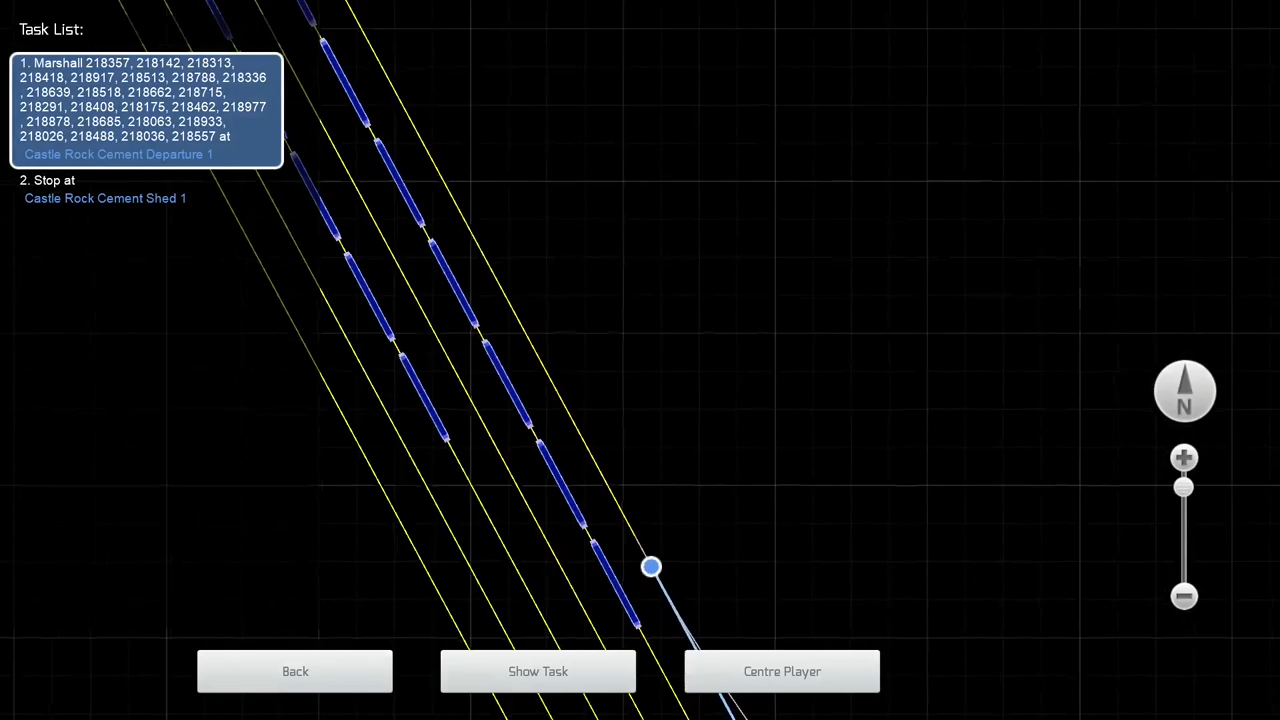 Task List:
1. Marshall 218357, 218142, 218313,
218418, 218917, 218513, 218788, 218336
, 218639, 218518, 218662, 218715,
218291, 218408, 218175, 218462, 218977
, 218878, 218685, 218063, 218933,
218026, 218488, 218036, 218557 at
Castle Rock Cement Departure 1
2. Stop at
Castle Rock Cement Shed 1
N
Back
Show Task
Centre Player